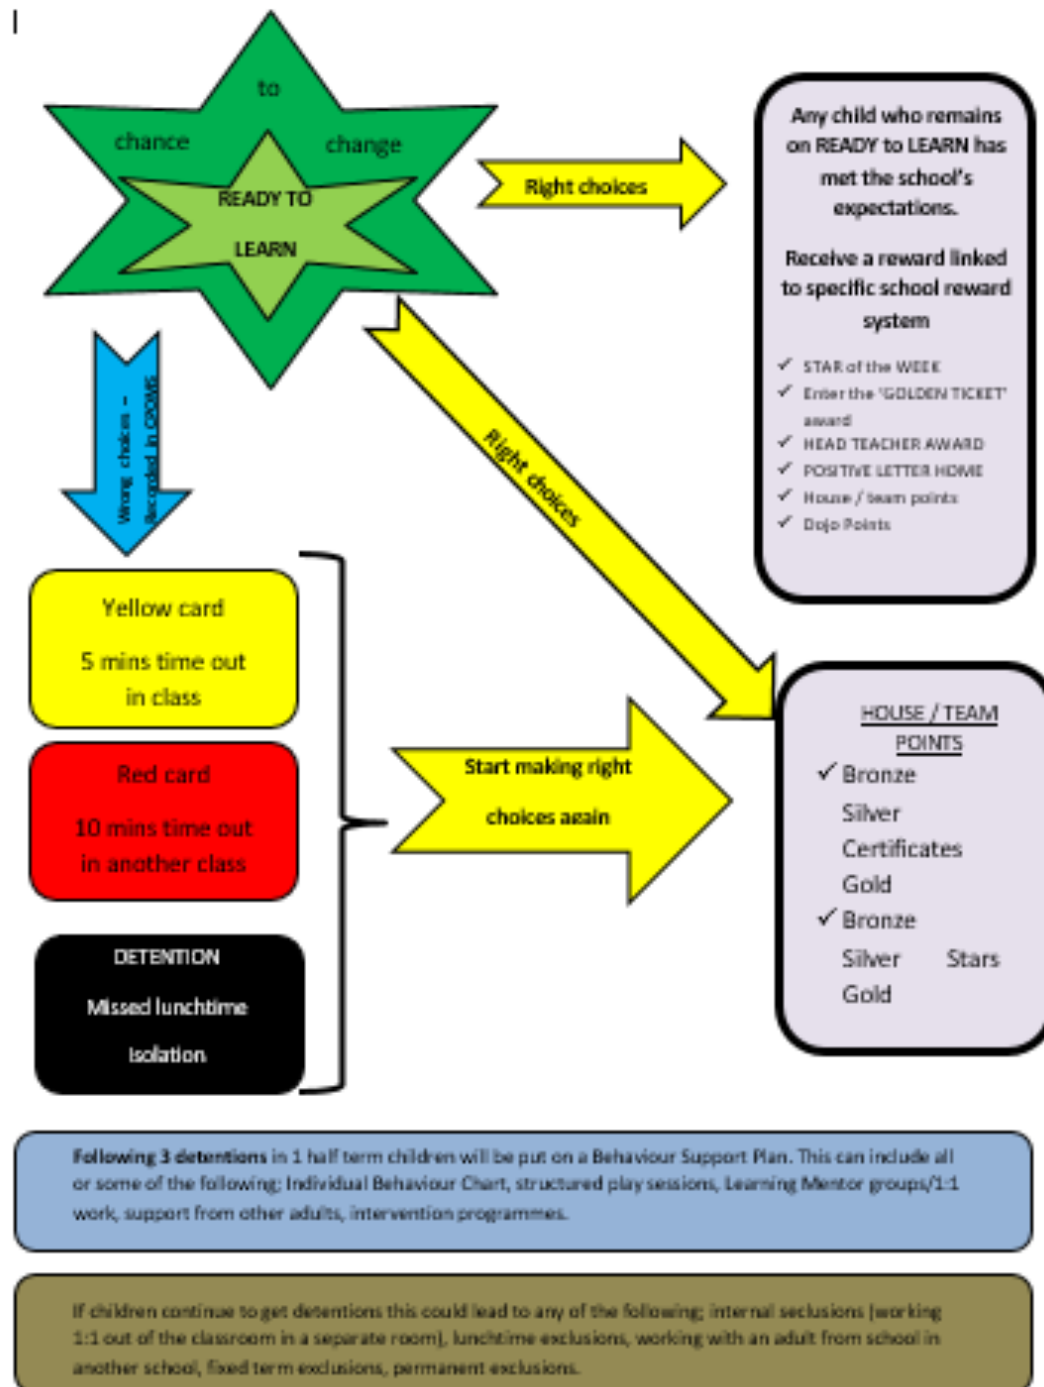 to
chance change
READY TO
LEARN
Right choices
Any child who remains
on READY to LEARN has
met the school's
expectations.
Receive a reward linked
to specific school reward
system
✓ STAR of the WEEK
✓ Enter the 'GOLDEN TICKET'
award
✓ HEAD TEACHER AWARD
✓ POSITIVE LETTER HOME
✓ House / team points
✓ Dojo Points
Wrong choices –
Recorded in CPOMS
Right choices
Yellow card
5 mins time out
in class
Red card
10 mins time out
in another class
DETENTION
Missed lunchtime
Isolation
Start making right
choices again
HOUSE / TEAM
POINTS
✓ Bronze
Silver
Certificates
Gold
✓ Bronze
Silver Stars
Gold
Following 3 detentions in 1 half term children will be put on a Behaviour Support Plan. This can include all
or some of the following; Individual Behaviour Chart, structured play sessions, Learning Mentor groups/1:1
work, support from other adults, intervention programmes.
If children continue to get detentions this could lead to any of the following; internal seclusions (working
1:1 out of the classroom in a separate room), lunchtime exclusions, working with an adult from school in
another school, fixed term exclusions, permanent exclusions.